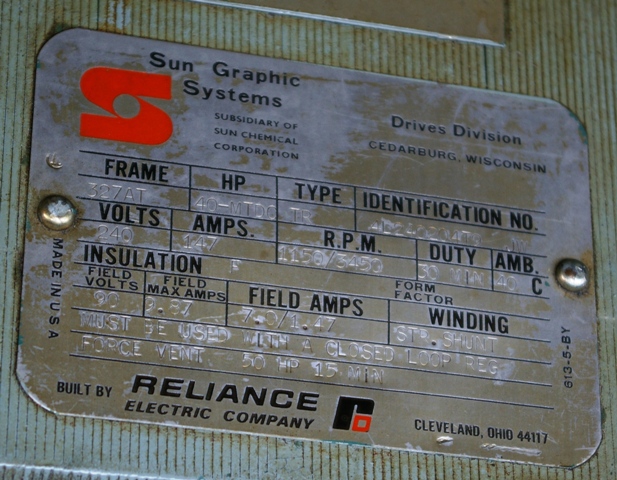 Sun Graphic
Systems
SUBSIDIARY OF
SUN CHEMICAL
CORPORATION
Drives Division
CEDARBURG, WISCONSIN
FRAME HP TYPE IDENTIFICATION NO.
327AT 40-MTDC TR
VOLTS AMPS. R.P.M. DUTY AMB.
240 147 1150/3450 30 MIN 40 C
INSULATION F
FIELD VOLTS FIELD MAX AMPS FIELD AMPS FORM FACTOR WINDING
90 7.0/1.47 STB. SHUNT
MUST BE USED WITH A CLOSED LOOP REG
FORCE VENT 50 HP 15 MIN
MADE IN U S A
613-5-BY
BUILT BY RELIANCE
ELECTRIC COMPANY
CLEVELAND, OHIO 44117